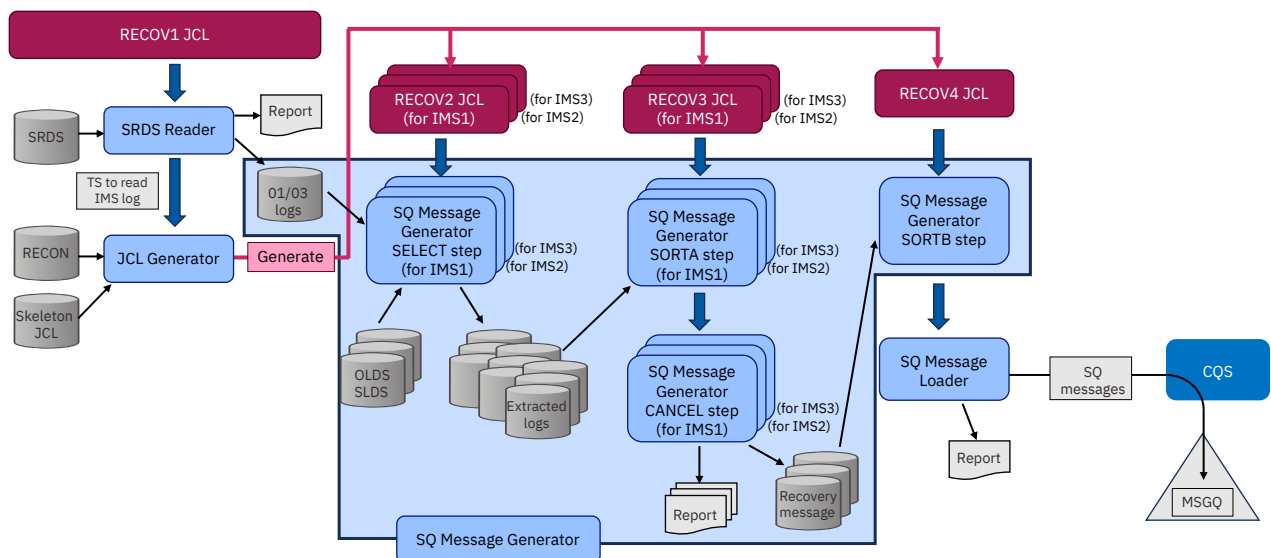 RECOV1 JCL
SRDS Reader
Report
SRDS
TS to read
IMS log
01/03
logs
RECON
JCL Generator
Generate
Skeleton
JCL
RECOV2 JCL
(for IMS1)
(for IMS3)
(for IMS2)
RECOV3 JCL
(for IMS1)
(for IMS3)
(for IMS2)
RECOV4 JCL
SQ Message
Generator
SELECT step
(for IMS1)
(for IMS3)
(for IMS2)
SQ Message
Generator
SORTA step
(for IMS1)
(for IMS3)
(for IMS2)
SQ Message
Generator
SORTB step
OLDS
SLDS
Extracted
logs
SQ Message
Generator
CANCEL step
(for IMS1)
(for IMS3)
(for IMS2)
Report
Recovery
message
SQ Message
Loader
SQ
messages
CQS
Report
MSGQ
SQ Message Generator